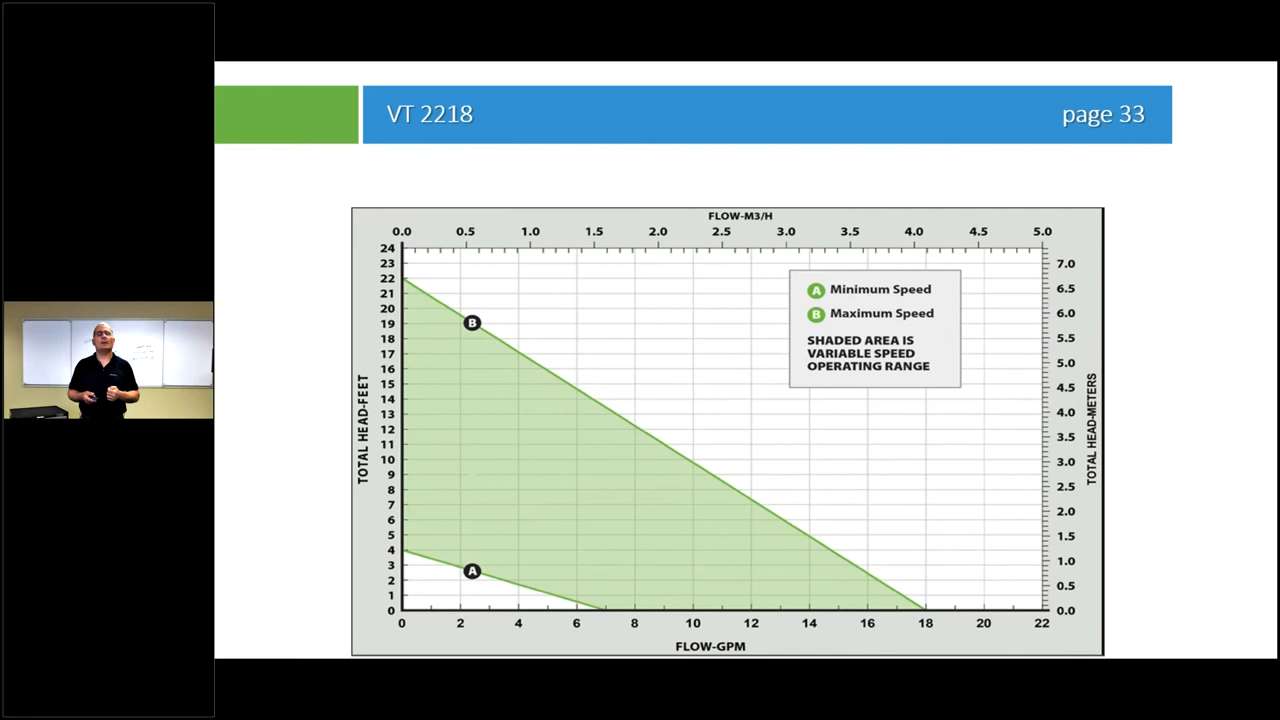 VT 2218 page 33
FLOW-M3/H
0.0 0.5 1.0 1.5 2.0 2.5 3.0 3.5 4.0 4.5 5.0
TOTAL HEAD-FEET
24
23
22
21
20
19
18
17
16
15
14
13
12
11
10
9
8
7
6
5
4
3
2
1
0
B
A
A Minimum Speed
B Maximum Speed
SHADED AREA IS
VARIABLE SPEED
OPERATING RANGE
7.0
6.5
6.0
5.5
5.0
4.5
4.0
3.5
3.0
2.5
2.0
1.5
1.0
0.5
0.0
TOTAL HEAD-METERS
0 2 4 6 8 10 12 14 16 18 20 22
FLOW-GPM